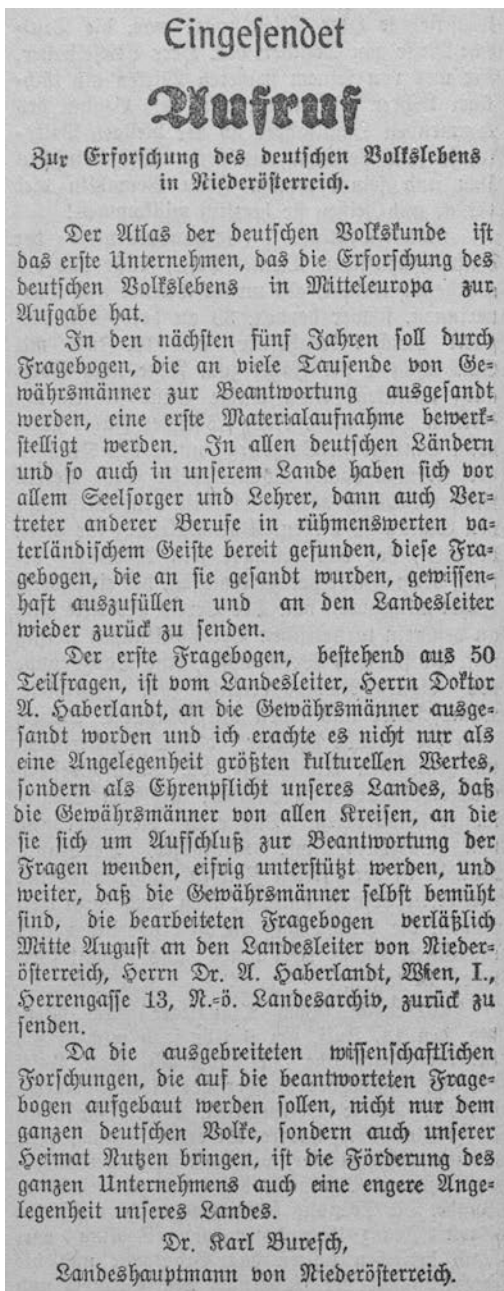 Eingesendet
Aufruf
Zur Erforschung des deutschen Volkslebens
in Niederösterreich.
Der Atlas der deutschen Volkskunde ist
das erste Unternehmen, das die Erforschung des
deutschen Volkslebens in Mitteleuropa zur
Aufgabe hat.
In den nächsten fünf Jahren soll durch
Fragebogen, die an viele Tausende von Ge-
währsmänner zur Beantwortung ausgesandt
werden, eine erste Materialaufnahme bewerk-
stelligt werden. In allen deutschen Ländern
und so auch in unserem Lande haben sich vor
allem Seelsorger und Lehrer, dann auch Ver-
treter anderer Berufe in rühmenswerten va-
terländischem Geiste bereit gefunden, diese Fra-
gebogen, die an sie gesandt wurden, gewissen-
haft auszufüllen und an den Landesleiter
wieder zurück zu senden.
Der erste Fragebogen, bestehend aus 50
Teilfragen, ist vom Landesleiter, Herrn Doktor
A. Haberlandt, an die Gewährsmänner ausge-
sandt worden und ich erachte es nicht nur als
eine Angelegenheit größten kulturellen Wertes,
sondern als Ehrenpflicht unseres Landes, daß
die Gewährsmänner von allen Kreisen, an die
sie sich um Aufschluß zur Beantwortung der
Fragen wenden, eifrig unterstützt werden, und
weiter, daß die Gewährsmänner selbst bemüht
sind, die bearbeiteten Fragebogen verläßlich
Mitte August an den Landesleiter von Nieder-
österreich, Herrn Dr. A. Haberlandt, Wien, I.,
Herrengasse 13, N.-ö. Landesarchiv, zurück zu
senden.
Da die ausgebreiteten wissenschaftlichen
Forschungen, die auf die beantworteten Frage-
bogen aufgebaut werden sollen, nicht nur dem
ganzen deutschen Volke, sondern auch unserer
Heimat Nutzen bringen, ist die Förderung des
ganzen Unternehmens auch eine engere Ange-
legenheit unseres Landes.
Dr. Karl Buresch,
Landeshauptmann von Niederösterreich.